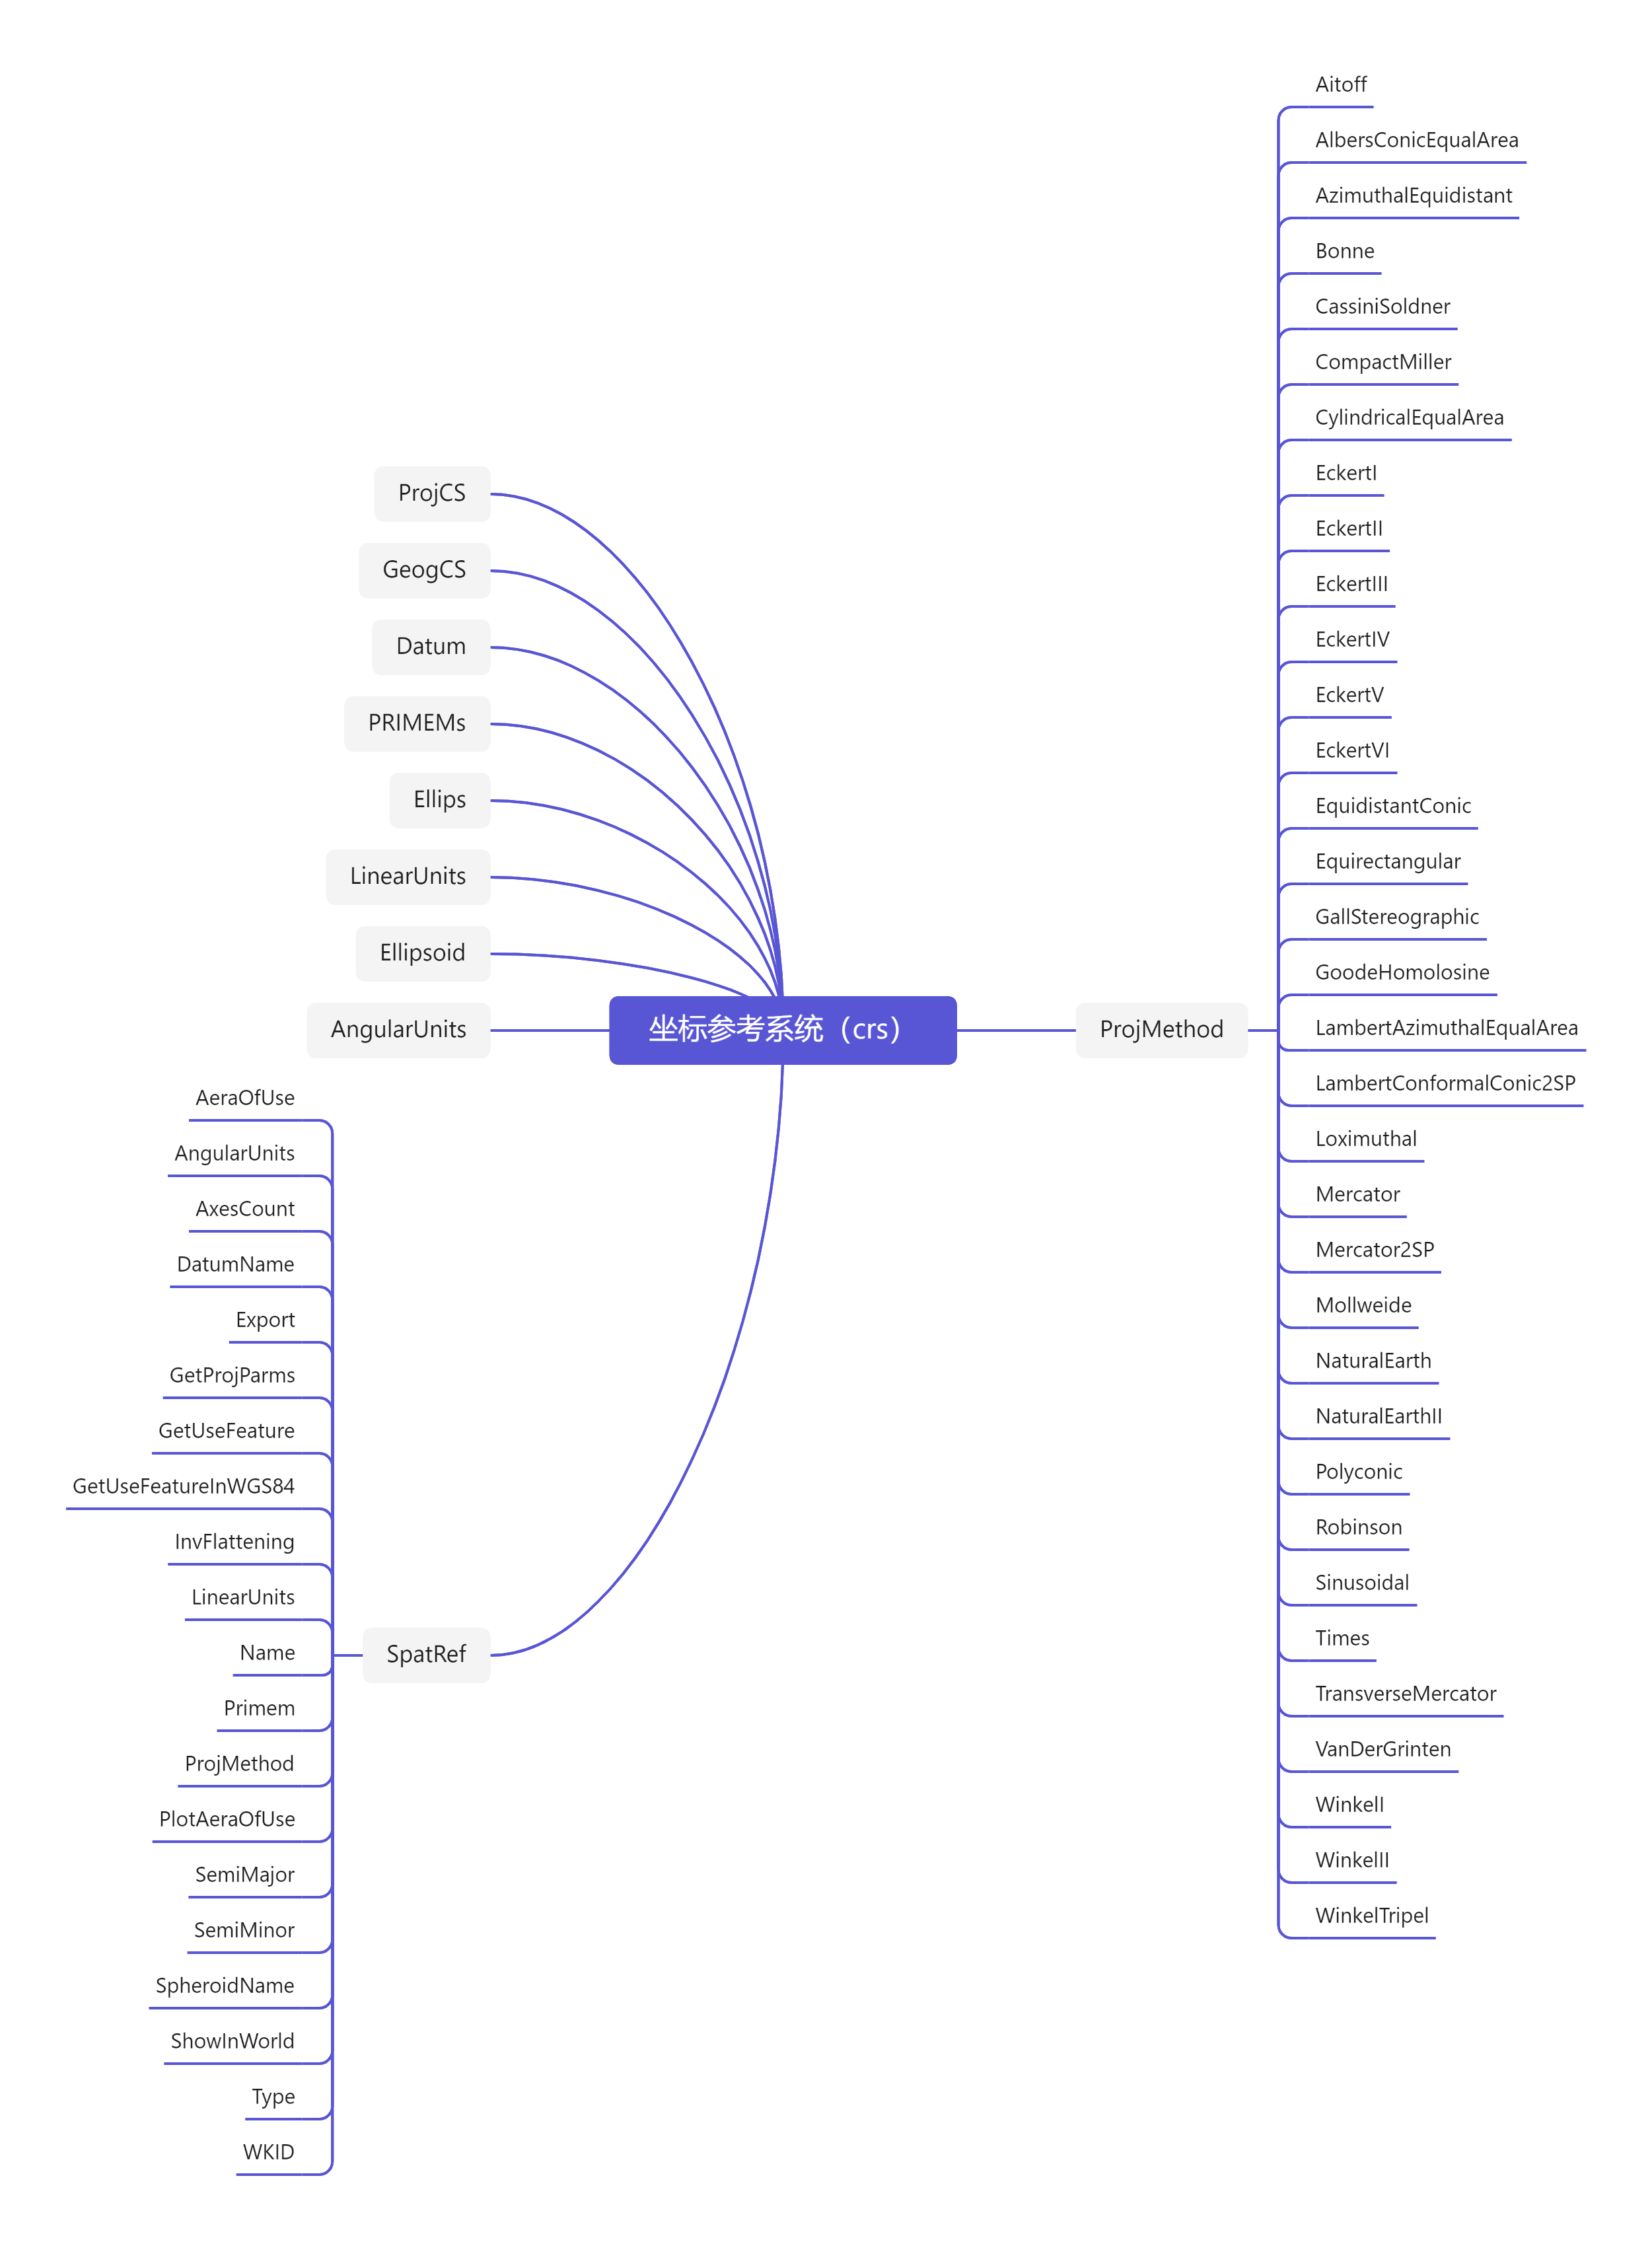 坐标参考系统（crs）
ProjCS
GeogCS
Datum
PRIMEMs
Ellips
LinearUnits
Ellipsoid
AngularUnits
SpatRef
AeraOfUse
AngularUnits
AxesCount
DatumName
Export
GetProjParms
GetUseFeature
GetUseFeatureInWGS84
InvFlattening
LinearUnits
Name
Primem
ProjMethod
PlotAeraOfUse
SemiMajor
SemiMinor
SpheroidName
ShowInWorld
Type
WKID
ProjMethod
Aitoff
AlbersConicEqualArea
AzimuthalEquidistant
Bonne
CassiniSoldner
CompactMiller
CylindricalEqualArea
EckertI
EckertII
EckertIII
EckertIV
EckertV
EckertVI
EquidistantConic
Equirectangular
GallStereographic
GoodeHomolosine
LambertAzimuthalEqualArea
LambertConformalConic2SP
Loximuthal
Mercator
Mercator2SP
Mollweide
NaturalEarth
NaturalEarthII
Polyconic
Robinson
Sinusoidal
Times
TransverseMercator
VanDerGrinten
WinkelI
WinkelII
WinkelTripel